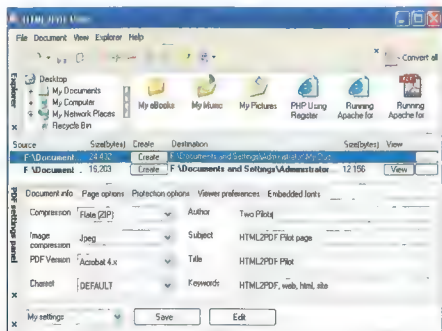 HTML2PDF Pilot
File Document View Explorer Help
- Convert all
Explorer
Desktop
My Documents
My Computer
My Network Places
Recycle Bin
My eBooks
My Music
My Pictures
PHP Using Register
Running Apache for
Running Apache for
Source Size(bytes) Create Destination Size(bytes) View
F:\Document... 24,432 Create F:\Documents and Settings\Administrator\My Doc
F:\Document... 16,203 Create F:\Documents and Settings\Administrator 12 156 View
PDF-settings panel
Document info Page options Protection options Viewer preferences Embedded fonts
Compression Flate (ZIP) Author Two Pilots
Image compression Jpeg Subject HTML2PDF Pilot page
PDF Version Acrobat 4.x Title HTML2PDF Pilot
Charset DEFAULT Keywords HTML2PDF, web, html, site
My settings Save Edit